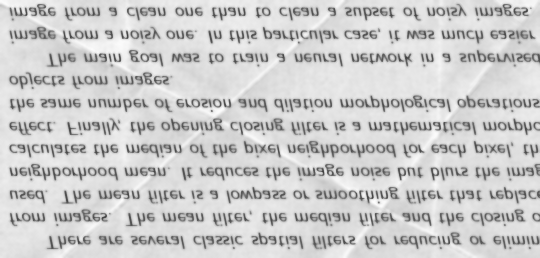 There are several classic spatial filters for reducing or elimin
from images. The mean filter, the median filter and the closing o
used. The mean filter is a lowpass or smoothing filter that replac
neighborhood mean. It reduces the image noise but blurs the imag
calculates the median of the pixel neighborhood for each pixel, th
effect. Finally, the opening closing filter is a mathematical morpho
the same number of erosion and dilation morphological operations
objects from images.
The main goal was to train a neural network in a supervised
image from a noisy one. In this particular case, it was much easier
image from a clean one than to clean a subset of noisy images.